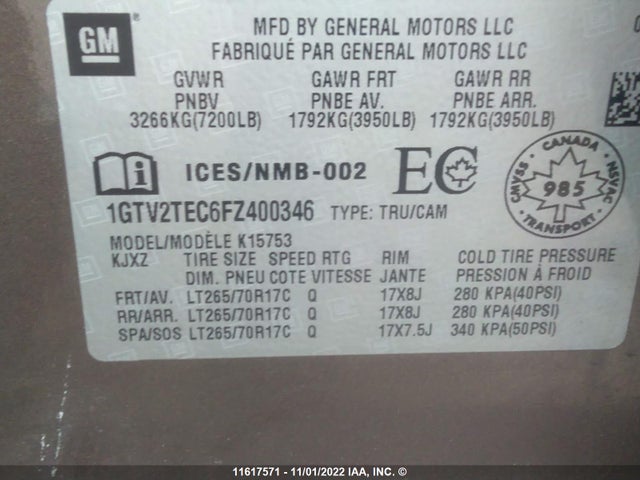 GM
MFD BY GENERAL MOTORS LLC
FABRIQUÉ PAR GENERAL MOTORS LLC
GVWR GAWR FRT GAWR RR
PNBV PNBE AV. PNBE ARR.
3266KG(7200LB) 1792KG(3950LB) 1792KG(3950LB)
ICES/NMB-002 EC
CANADA CMVSS 985 NSVAC TRANSPORT
1GTV2TEC6FZ400346 TYPE: TRU/CAM
MODEL/MODÈLE K15753
KJXZ TIRE SIZE SPEED RTG RIM COLD TIRE PRESSURE
DIM. PNEU COTE VITESSE JANTE PRESSION À FROID
FRT/AV. LT265/70R17C Q 17X8J 280 KPA(40PSI)
RR/ARR. LT265/70R17C Q 17X8J 280 KPA(40PSI)
SPA/SOS LT265/70R17C Q 17X7.5J 340 KPA(50PSI)
11617571 - 11/01/2022 IAA, INC. ©